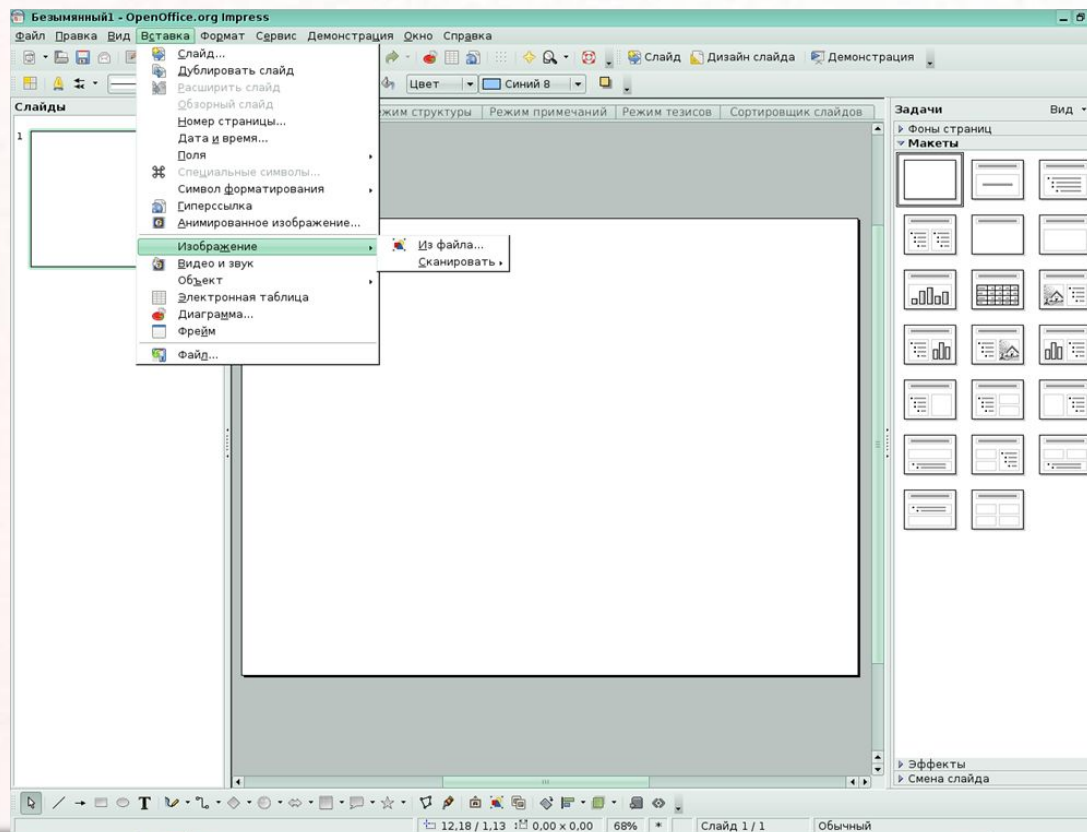 Безымянный1 - OpenOffice.org Impress
Файл Правка Вид Вставка Формат Сервис Демонстрация Окно Справка
Слайд Дизайн слайда Демонстрация
Цвет Синий 8
Слайды
1
Слайд...
Дублировать слайд
Расширить слайд
Обзорный слайд
Номер страницы...
Дата и время...
Поля
Специальные символы...
Символ форматирования
Гиперссылка
Анимированное изображение...
Изображение
Видео и звук
Объект
Электронная таблица
Диаграмма...
Фрейм
Файл...
Из файла...
Сканировать
структуры Режим примечаний Режим тезисов Сортировщик слайдов
Задачи Вид
Фоны страниц
Макеты
Эффекты
Смена слайда
T
12,18 / 1,13 0,00 x 0,00 68% * Слайд 1 / 1 Обычный